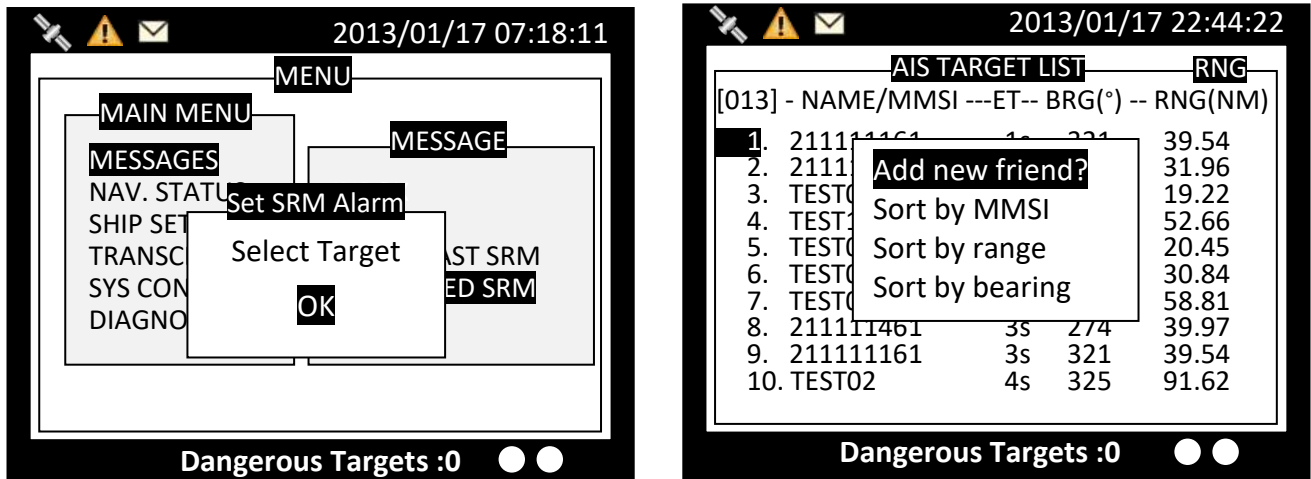 2013/01/17 07:18:11
MENU
MAIN MENU
MESSAGES
NAV. STATUS
SHIP SET
TRANSC
SYS CON
DIAGNO
MESSAGE
AST SRM
ED SRM
Set SRM Alarm
Select Target
OK
Dangerous Targets :0
2013/01/17 22:44:22
AIS TARGET LIST RNG
[013] - NAME/MMSI ---ET-- BRG(°) -- RNG(NM)
1. 211111161 1s 321 39.54
2. 2111 31.96
3. TEST0 19.22
4. TEST1 52.66
5. TEST0 20.45
6. TEST0 30.84
7. TEST0 58.81
8. 211111461 3s 274 39.97
9. 211111161 3s 321 39.54
10. TEST02 4s 325 91.62
Add new friend?
Sort by MMSI
Sort by range
Sort by bearing
Dangerous Targets :0